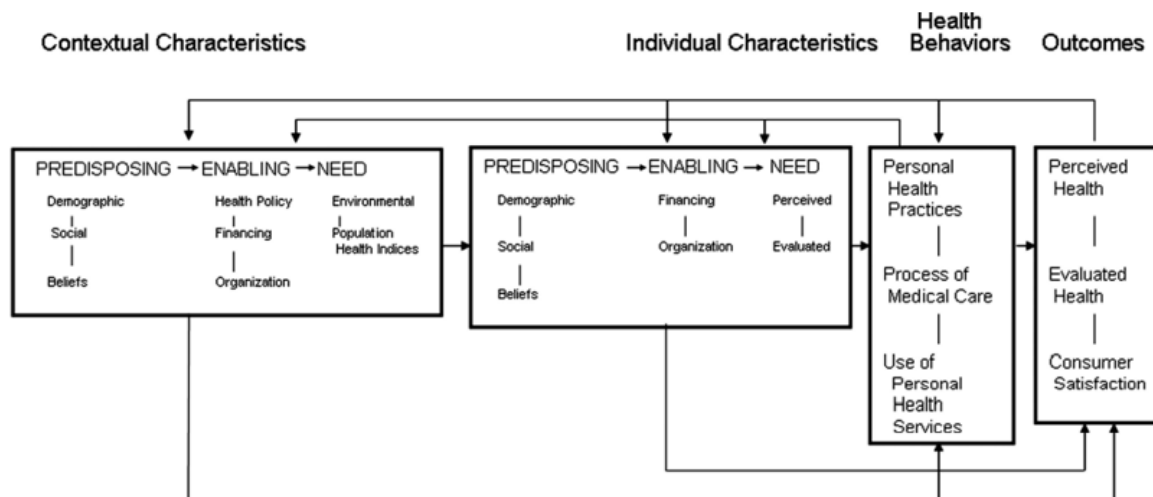 Contextual Characteristics
Individual Characteristics
Health
Behaviors
Outcomes
PREDISPOSING
ENABLING
NEED
Demographic
Social
Beliefs
Health Policy
Financing
Organization
Environmental
Population
Health Indices
PREDISPOSING
ENABLING
NEED
Demographic
Social
Beliefs
Financing
Organization
Perceived
Evaluated
Personal
Health
Practices
Process of
Medical Care
Use of
Personal
Health
Services
Perceived
Health
Evaluated
Health
Consumer
Satisfaction